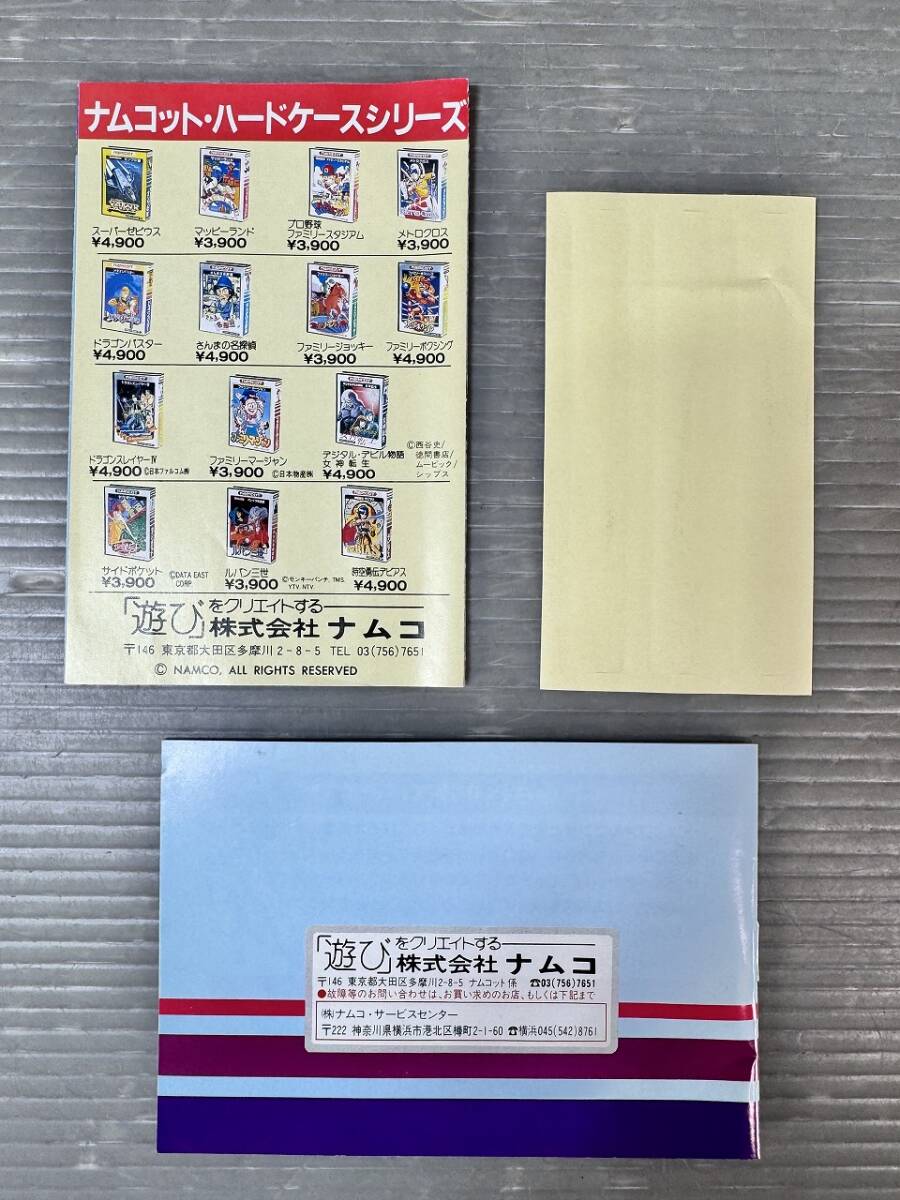 ナムコット・ハードケースシリーズ
スーパーゼビウス
¥4,900
マッピーランド
¥3,900
プロ野球
ファミリースタジアム
¥3,900
メトロクロス
¥3,900
ドラゴンバスター
¥4,900
さんまの名探偵
¥4,900
ファミリージョッキー
¥3,900
ファミリーボクシング
¥4,900
ドラゴンスレイヤーⅣ
¥4,900 ©日本ファルコム㈱
ファミリーマージャン
¥3,900 ©日本物産㈱
デジタル・デビル物語
女神転生
¥4,900
©西谷史/
徳間書店/
ムービック/
シップス
サイドポケット
¥3,900 ©DATA EAST
CORP.
ルパン三世
¥3,900 ©モンキーパンチ, TMS,
YTV, NTV.
時空勇伝デビアス
¥4,900
「遊び」をクリエイトする
株式会社 ナムコ
〒146 東京都大田区多摩川2-8-5 TEL 03(756)7651
© NAMCO, ALL RIGHTS RESERVED
「遊び」をクリエイトする
株式会社 ナムコ
〒146 東京都大田区多摩川2-8-5 ナムコット係 ☎03(756)7651
●故障等のお問い合わせは、お買い求めのお店、もしくは下記まで
㈱ナムコ・サービスセンター
〒222 神奈川県横浜市港北区樽町2-1-60 ☎横浜045(542)8761